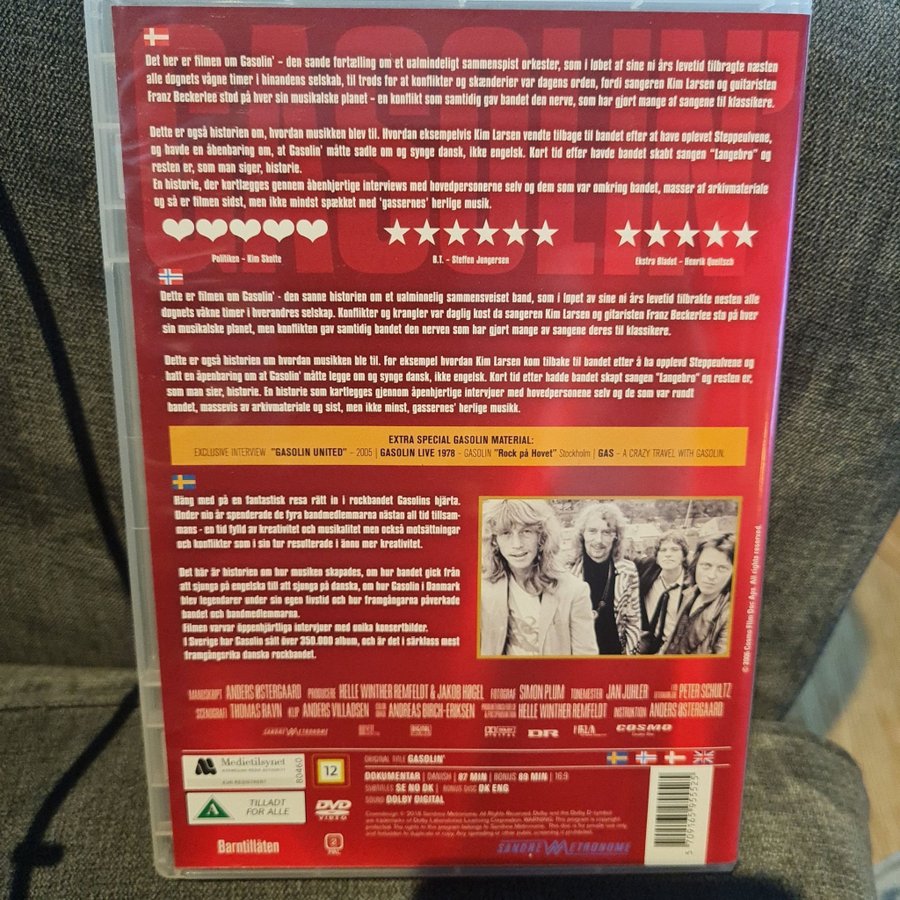 GASOLIN'
Det her er filmen om Gasolin' - den sande fortælling om et ualmindeligt sammenspist orkester, som i løbet af sine ni års levetid tilbragte næsten
alle døgnets vågne timer i hinandens selskab, til trods for at konflikter og skænderier var dagens orden, fordi sangeren Kim Larsen og guitaristen
Franz Beckerlee stod på hver sin musikalske planet - en konflikt som samtidig gav bandet den nerve, som har gjort mange af sangene til klassikere.
Dette er også historien om, hvordan musikken blev til. Hvordan eksempelvis Kim Larsen vendte tilbage til bandet efter at have oplevet Steppeulvene,
og havde en åbenbaring om, at Gasolin' måtte sadle om og synge dansk, ikke engelsk. Kort tid efter havde bandet skabt sangen "Langebro" og
resten er, som man siger, historie.
En historie, der kortlægges gennem åbenhjertige interviews med hovedpersonerne selv og dem som var omkring bandet, masser af arkivmateriale
og så er filmen sidst, men ikke mindst spækket med 'gassernes' herlige musik.
Politiken - Kim Skotte
B.T. - Steffen Jungersen
Ekstra Bladet - Henrik Queitsch
GASOLIN'
Dette er filmen om Gasolin' - den sanne historien om et ualminnelig sammensveiset band, som i løpet av sine ni års levetid tilbrakte nesten alle
døgnets våkne timer i hverandres selskap. Konflikter og krangler var daglig kost da sangeren Kim Larsen og gitaristen Franz Beckerlee sto på hver
sin musikalske planet, men konflikten gav samtidig bandet den nerven som har gjort mange av sangene deres til klassikere.
Dette er også historien om hvordan musikken ble til. For eksempel hvordan Kim Larsen kom tilbake til bandet etter å ha opplevd Steppeulvene og
hatt en åpenbaring om at Gasolin' måtte legge om og synge dansk, ikke engelsk. Kort tid etter hadde bandet skapt sangen "Langebro" og resten er,
som man sier, historie. En historie som kartlegges gjennom åpenhjertige intervjuer med hovedpersonene selv og de som var rundt
bandet, massevis av arkivmateriale og sist, men ikke minst, gassernes' herlige musikk.
EXTRA SPECIAL GASOLIN MATERIAL:
EXCLUSIVE INTERVIEW "GASOLIN UNITED" - 2005 | GASOLIN LIVE 1978 - GASOLIN "Rock på Hovet" Stockholm | GAS - A CRAZY TRAVEL WITH GASOLIN.
Häng med på en fantastisk resa rätt in i rockbandet Gasolins hjärta.
Under nio år spenderade de fyra bandmedlemmarna nästan all tid tillsam-
mans - en tid fylld av kreativitet och musikalitet men också motsättningar
och konflikter som i sin tur resulterade i ännu mer kreativitet.
Det här är historien om hur musiken skapades, om hur bandet gick från
att sjunga på engelska till att sjunga på danska, om hur Gasolin i Danmark
blev legendarer under sin egen livstid och hur framgångarna påverkade
bandet och bandmedlemmarna.
Filmen varvar öppenhjärtliga intervjuer med unika konsertbilder.
I Sverige har Gasolin sålt över 350.000 album, och är det i särklass mest
framgångsrika danska rockbandet.
© 2006 Cosmo Film Doc Aps. All rights reserved.
MANUSKRIPT ANDERS ØSTERGAARD PRODUCERE HELLE WINTHER REMFELDT & JAKOB HØGEL FOTOGRAF SIMON PLUM TONEMESTER JAN JUHLER PETER SCHULTZ
SCENOGRAFI THOMAS RAVN KLIP ANDERS VILLADSEN ANDREAS BIRCH-ERIKSEN HELLE WINTHER REMFELDT INSTRUKTION ANDERS ØSTERGAARD
SANDREW METRONOME DOLBY DIGITAL DR COSMO
Medietilsynet
NORWEGIAN MEDIA AUTHORITY
80460
12
ORIGINAL TITLE GASOLIN'
DOKUMENTAR | DANISH | 87 MIN | BONUS 89 MIN | 16:9
SUBTITLES SE NO DK | BONUS DISC DK ENG
SOUND DOLBY DIGITAL
A
TILLADT
FOR ALLE
DVD
VIDEO
Barntillåten
2
PAL
SANDREW METRONOME
5 709165 955525